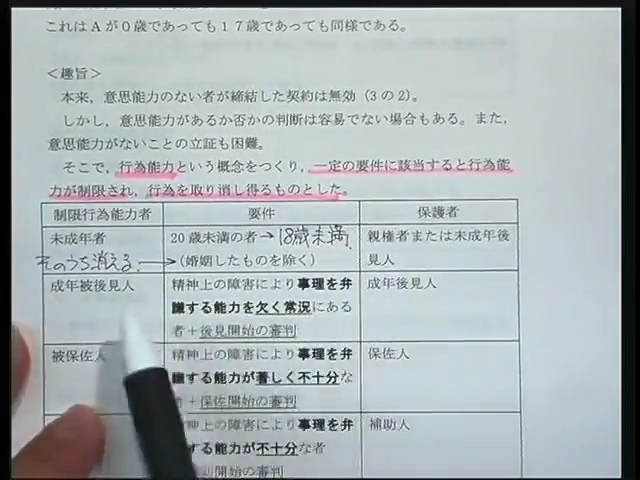 これはAが0歳であっても17歳であっても同様である。
＜趣旨＞
本来，意思能力のない者が締結した契約は無効（3の2）。
しかし，意思能力があるか否かの判断は容易でない場合もある。また，
意思能力がないことの立証も困難。
そこで，行為能力という概念をつくり，一定の要件に該当すると行為能
力が制限され，行為を取り消し得るものとした。
制限行為能力者 要件 保護者
未成年者 20歳未満の者→18歳未満. 親権者または未成年後
そのうち消える.→（婚姻したものを除く） 見人
成年被後見人 精神上の障害により事理を弁 成年後見人
識する能力を欠く常況にある
者＋後見開始の審判
被保佐人 精神上の障害により事理を弁 保佐人
識する能力が著しく不十分な
者＋保佐開始の審判
神上の障害により事理を弁 補助人
する能力が不十分な者
開始の審判